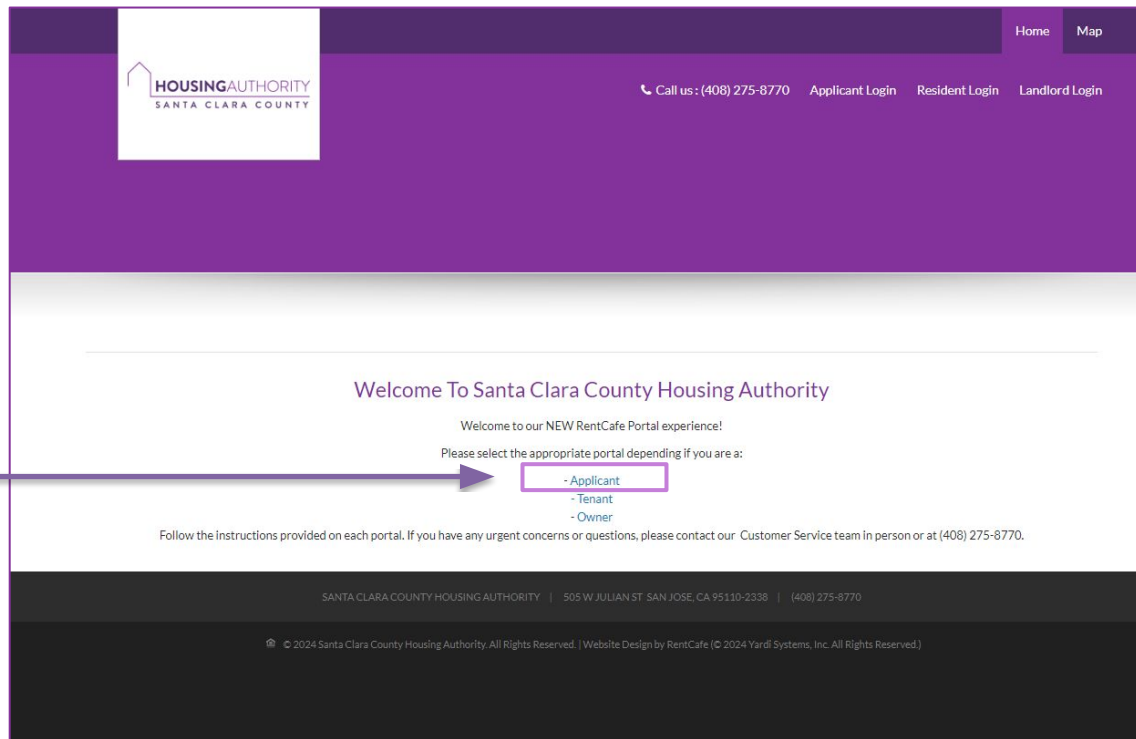 Home Map
HOUSINGAUTHORITY
SANTA CLARA COUNTY
Call us : (408) 275-8770 Applicant Login Resident Login Landlord Login
Welcome To Santa Clara County Housing Authority
Welcome to our NEW RentCafe Portal experience!
Please select the appropriate portal depending if you are a:
- Applicant
- Tenant
- Owner
Follow the instructions provided on each portal. If you have any urgent concerns or questions, please contact our Customer Service team in person or at (408) 275-8770.
SANTA CLARA COUNTY HOUSING AUTHORITY | 505 W JULIAN ST SAN JOSE, CA 95110-2338 | (408) 275-8770
© 2024 Santa Clara County Housing Authority. All Rights Reserved. | Website Design by RentCafe (© 2024 Yardi Systems, Inc. All Rights Reserved.)